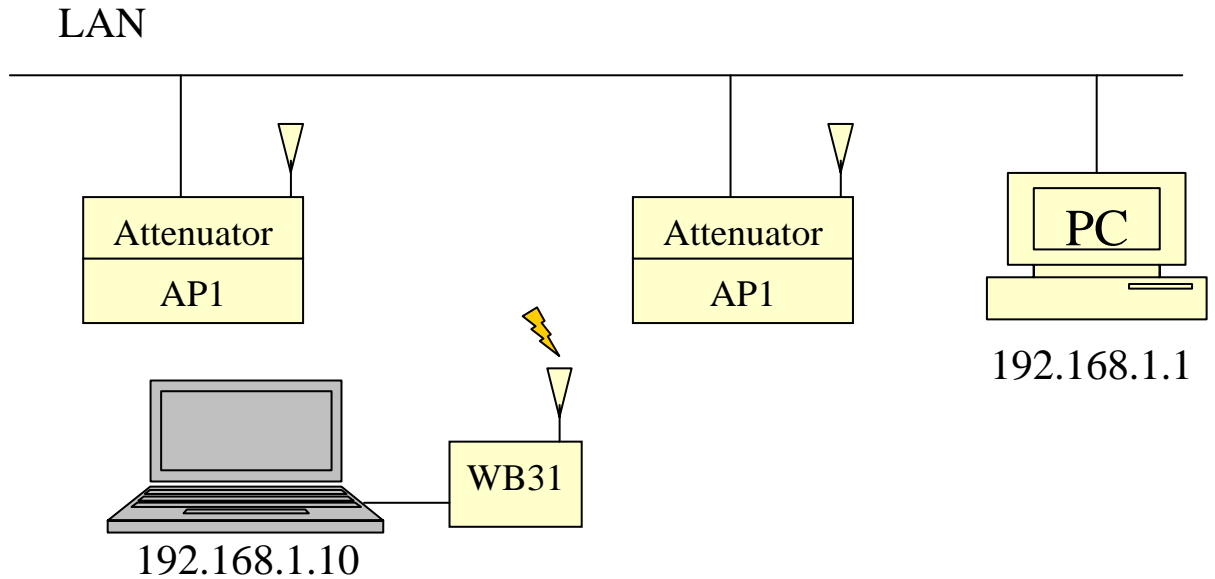 LAN
Attenuator
AP1
Attenuator
AP1
PC
192.168.1.1
WB31
192.168.1.10